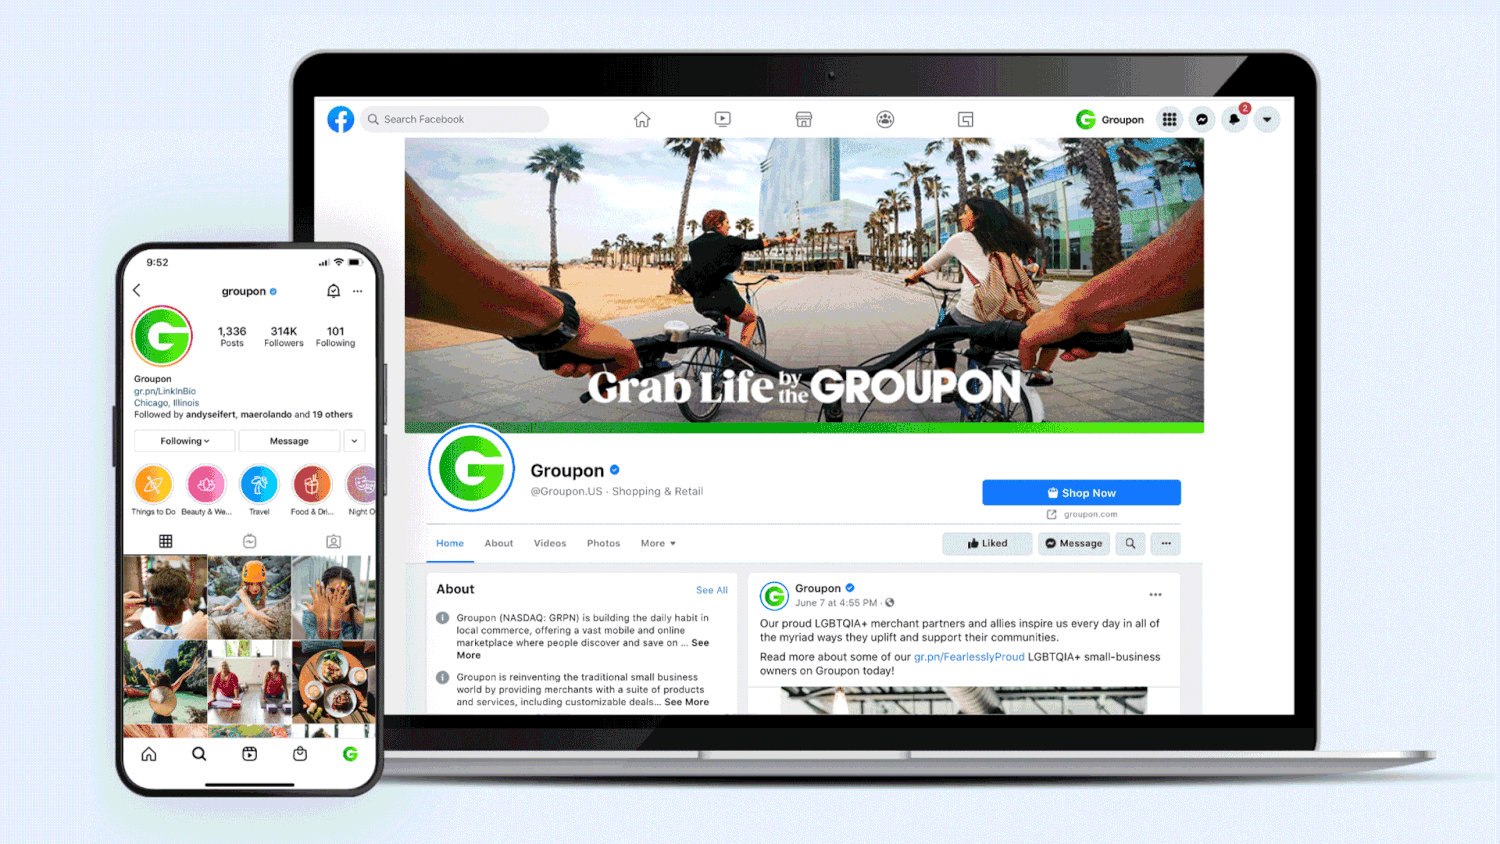 Search Facebook
Groupon
2
Grab Life by the GROUPON
Groupon
@Groupon.US · Shopping & Retail
Shop Now
groupon.com
Home About Videos Photos More
Liked Message
About See All
Groupon (NASDAQ: GRPN) is building the daily habit in
local commerce, offering a vast mobile and online
marketplace where people discover and save on ... See
More
Groupon is reinventing the traditional small business
world by providing merchants with a suite of products
and services, including customizable deals... See More
Groupon
June 7 at 4:55 PM ·
Our proud LGBTQIA+ merchant partners and allies inspire us every day in all of
the myriad ways they uplift and support their communities.
Read more about some of our gr.pn/FearlesslyProud LGBTQIA+ small-business
owners on Groupon today!
9:52
groupon
1,336 314K 101
Posts Followers Following
Groupon
gr.pn/LinkInBio
Chicago, Illinois
Followed by andyseifert, maerolando and 19 others
Following Message
Things to Do Beauty & We... Travel Food & Dri... Night O